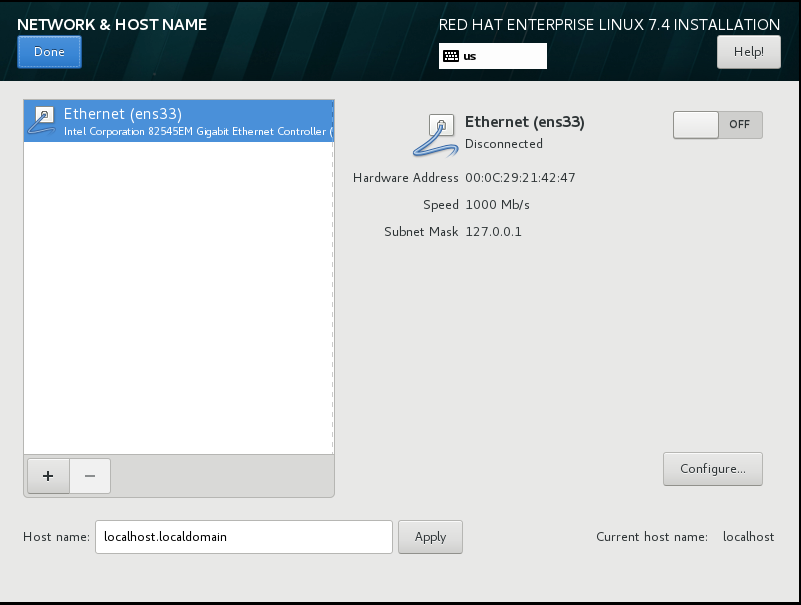 NETWORK & HOST NAME
RED HAT ENTERPRISE LINUX 7.4 INSTALLATION
Done
us
Help!
Ethernet (ens33)
Intel Corporation 82545EM Gigabit Ethernet Controller (
Ethernet (ens33)
Disconnected
OFF
Hardware Address 00:0C:29:21:42:47
Speed 1000 Mb/s
Subnet Mask 127.0.0.1
+ −
Configure...
Host name: localhost.localdomain Apply Current host name: localhost